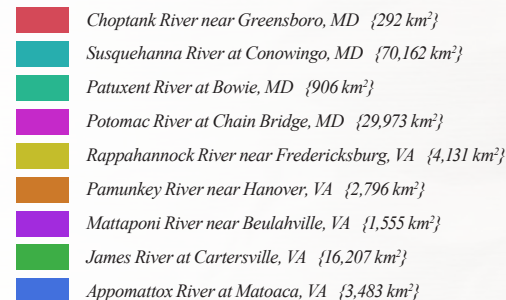 Choptank River near Greensboro, MD {292 km²}
Susquehanna River at Conowingo, MD {70,162 km²}
Patuxent River at Bowie, MD {906 km²}
Potomac River at Chain Bridge, MD {29,973 km²}
Rappahannock River near Fredericksburg, VA {4,131 km²}
Pamunkey River near Hanover, VA {2,796 km²}
Mattaponi River near Beulahville, VA {1,555 km²}
James River at Cartersville, VA {16,207 km²}
Appomattox River at Matoaca, VA {3,483 km²}